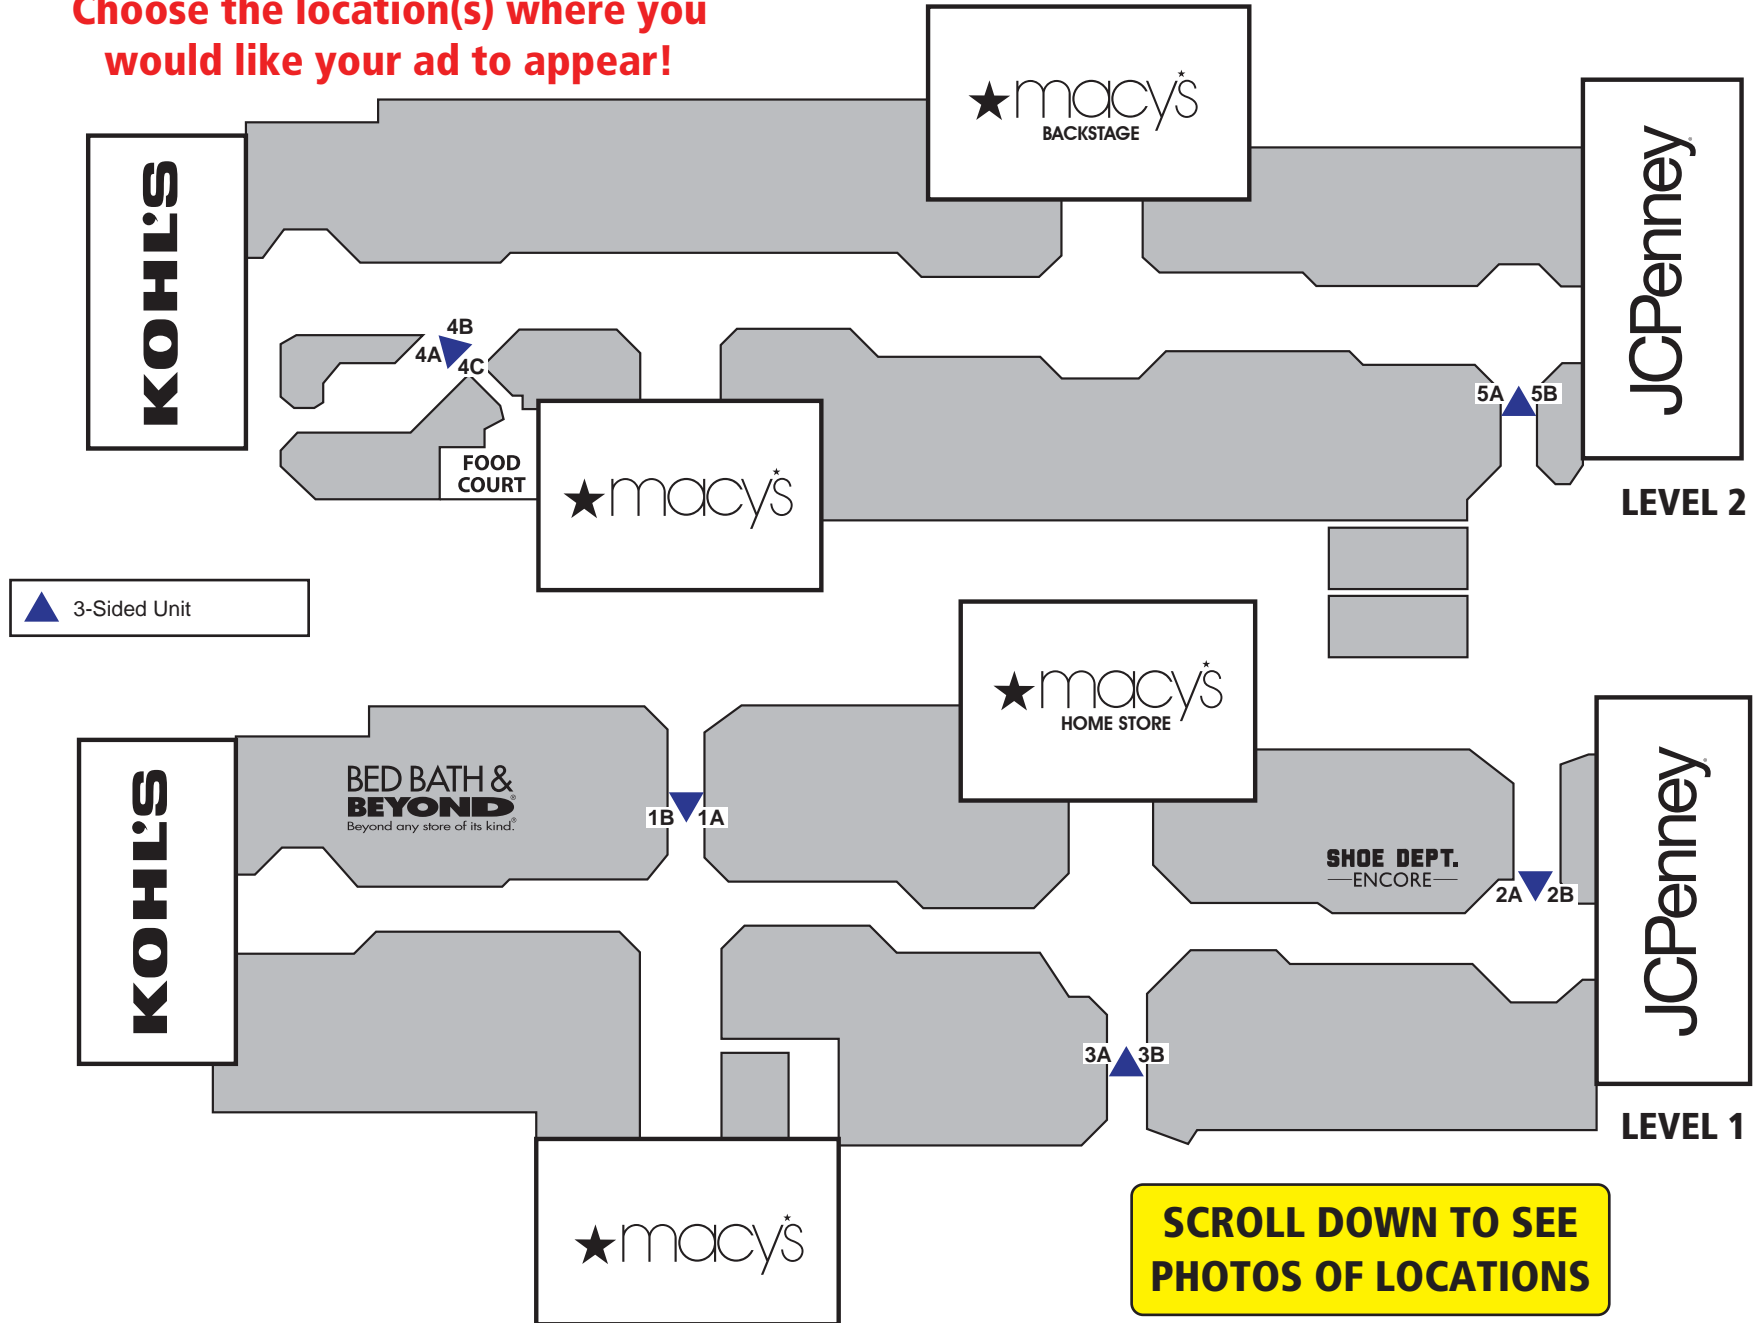 Choose the location(s) where you
would like your ad to appear!
macy's
BACKSTAGE
KOHL'S
JCPenney
4B
4A
4C
5A 5B
FOOD
COURT
macy's
LEVEL 2
3-Sided Unit
macy's
HOME STORE
KOHL'S
BED BATH &
BEYOND®
Beyond any store of its kind.®
1B 1A
SHOE DEPT.
ENCORE
2A 2B
JCPenney
3A 3B
LEVEL 1
macy's
SCROLL DOWN TO SEE
PHOTOS OF LOCATIONS